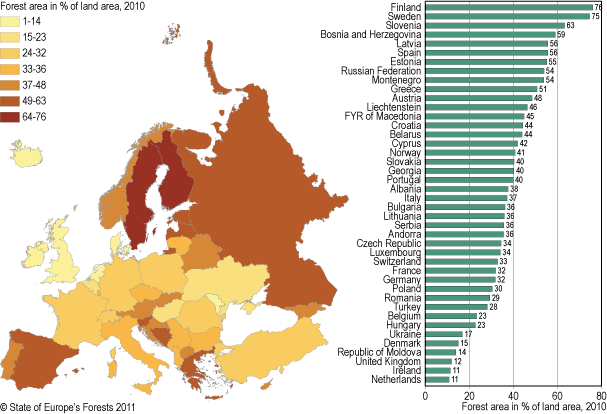 Forest area in % of land area, 2010
1-14
15-23
24-32
33-36
37-48
49-63
64-76
© State of Europe's Forests 2011
Finland 76
Sweden 75
Slovenia 63
Bosnia and Herzegovina 59
Latvia 56
Spain 56
Estonia 55
Russian Federation 54
Montenegro 54
Greece 51
Austria 48
Liechtenstein 46
FYR of Macedonia 45
Croatia 44
Belarus 44
Cyprus 42
Norway 41
Slovakia 40
Georgia 40
Portugal 40
Albania 38
Italy 37
Bulgaria 36
Lithuania 36
Serbia 36
Andorra 36
Czech Republic 34
Luxembourg 34
Switzerland 33
France 32
Germany 32
Poland 30
Romania 29
Turkey 28
Belgium 23
Hungary 23
Ukraine 17
Denmark 15
Republic of Moldova 14
United Kingdom 12
Ireland 11
Netherlands 11
0 20 40 60 80
Forest area in % of land area, 2010